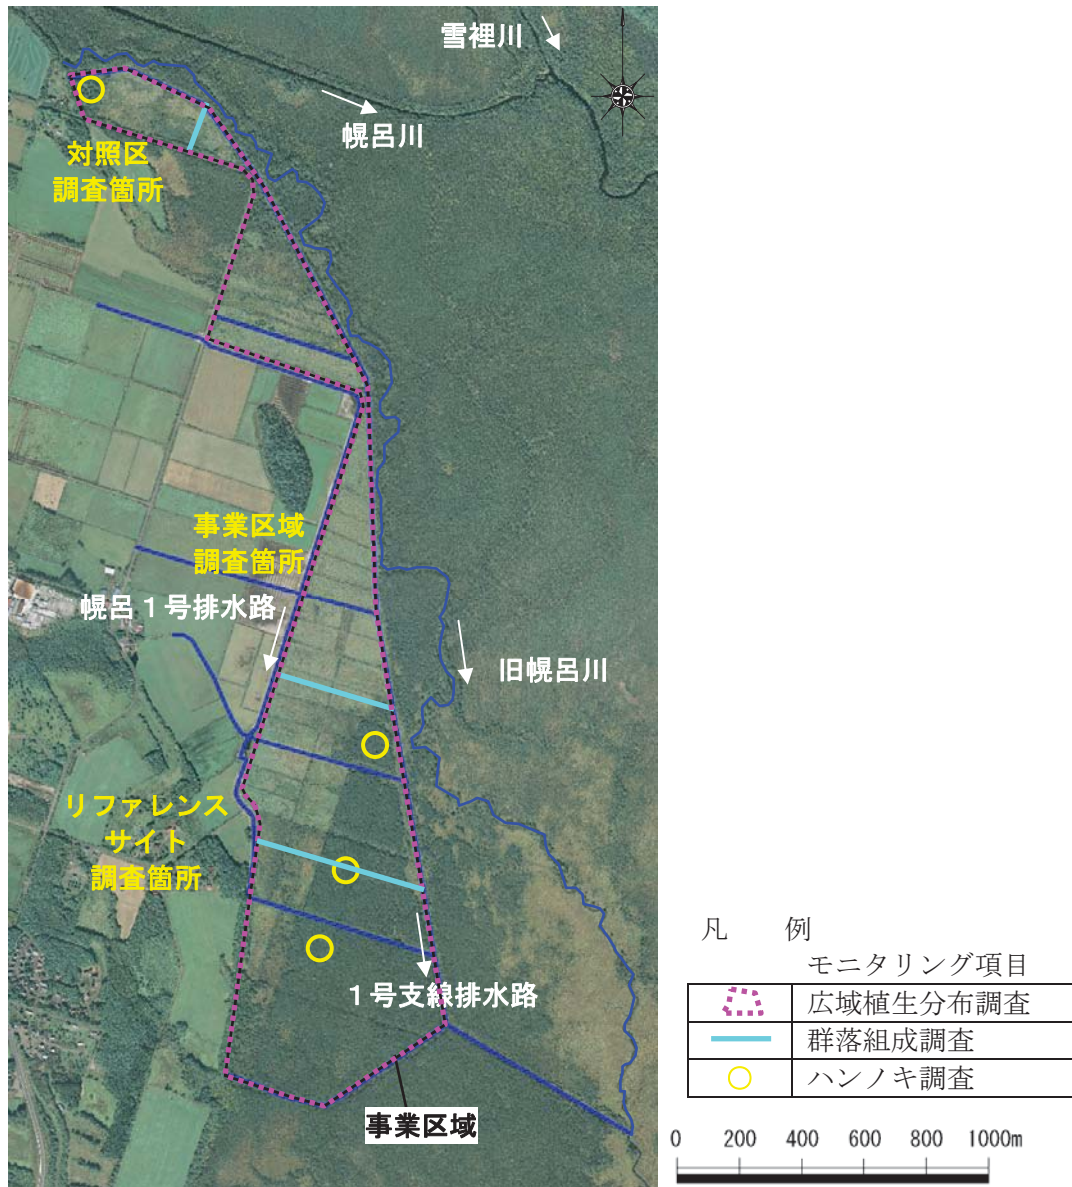 雪裡川
幌呂川
対照区
調査箇所
事業区域
調査箇所
幌呂１号排水路
旧幌呂川
リファレンス
サイト
調査箇所
１号支線排水路
事業区域
凡　例
モニタリング項目
広域植生分布調査
群落組成調査
ハンノキ調査
0 200 400 600 800 1000m